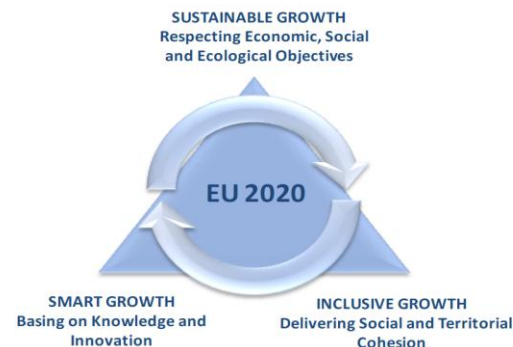 SUSTAINABLE GROWTH
Respecting Economic, Social
and Ecological Objectives
EU 2020
SMART GROWTH
Basing on Knowledge and
Innovation
INCLUSIVE GROWTH
Delivering Social and Territorial
Cohesion